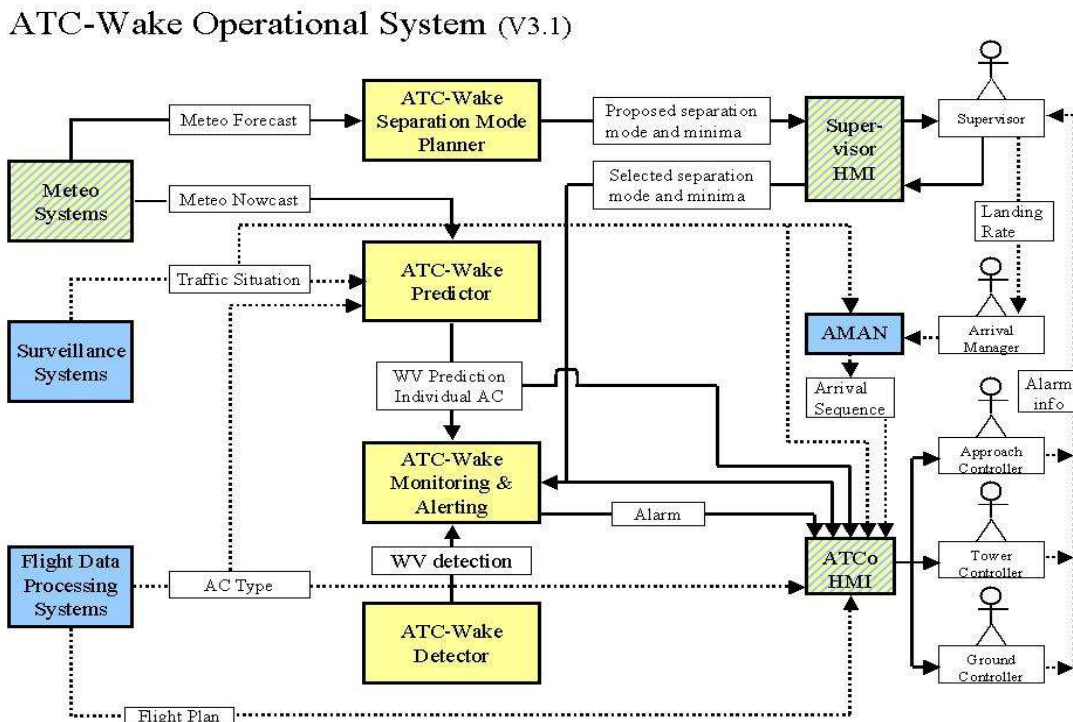 ATC-Wake Operational System (V3.1)
Meteo Forecast
ATC-Wake
Separation Mode
Planner
Proposed separation
mode and minima
Super-
visor
HMI
Supervisor
Meteo
Systems
Meteo Nowcast
Selected separation
mode and minima
Landing
Rate
Traffic Situation
ATC-Wake
Predictor
Surveillance
Systems
AMAN
Arrival
Manager
WV Prediction
Individual AC
Arrival
Sequence
Alarm
info
ATC-Wake
Monitoring &
Alerting
Approach
Controller
Alarm
Flight Data
Processing
Systems
AC Type
WV detection
ATCo
HMI
Tower
Controller
ATC-Wake
Detector
Ground
Controller
Flight Plan